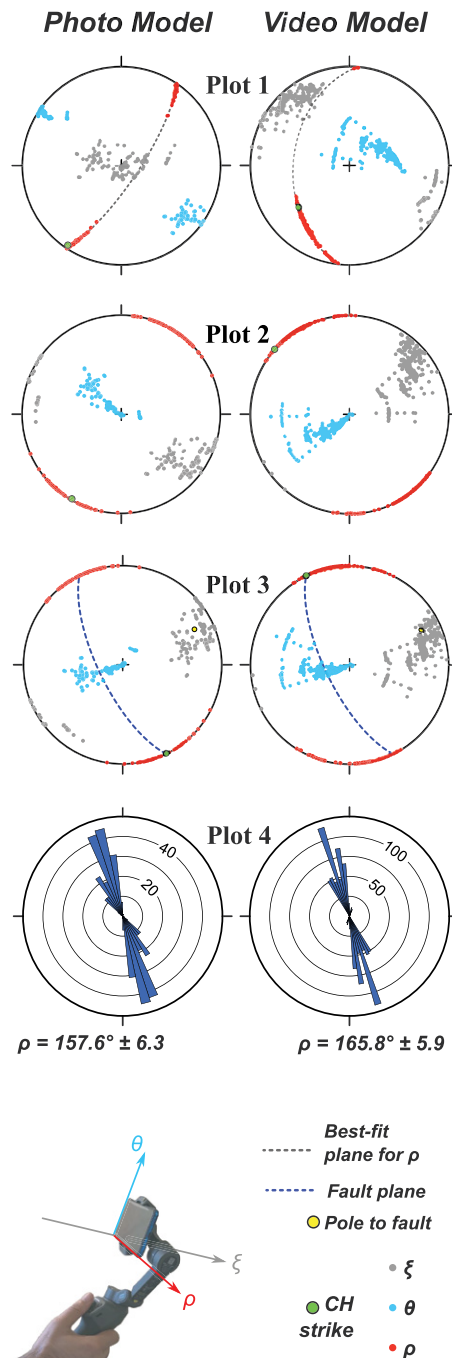 Photo Model Video Model
Plot 1
Plot 2
Plot 3
Plot 4
40 100
20 50
ρ = 157.6° ± 6.3 ρ = 165.8° ± 5.9
θ
ξ
ρ
Best-fit
plane for ρ
Fault plane
Pole to fault
ξ
CH
strike
θ
ρ